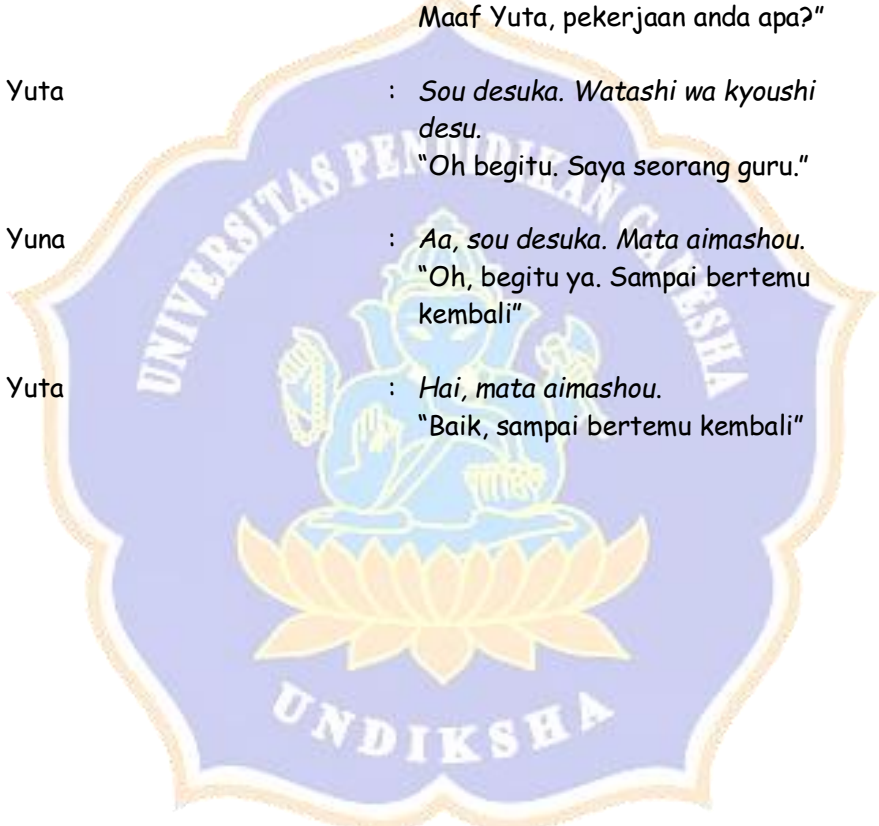 Maaf Yuta, pekerjaan anda apa?”
Yuta : Sou desuka. Watashi wa kyoushi
desu.
“Oh begitu. Saya seorang guru.”
Yuna : Aa, sou desuka. Mata aimashou.
“Oh, begitu ya. Sampai bertemu
kembali”
Yuta : Hai, mata aimashou.
“Baik, sampai bertemu kembali”
UNIVERSITAS PENDIDIKAN GANESHA
UNDIKSHA